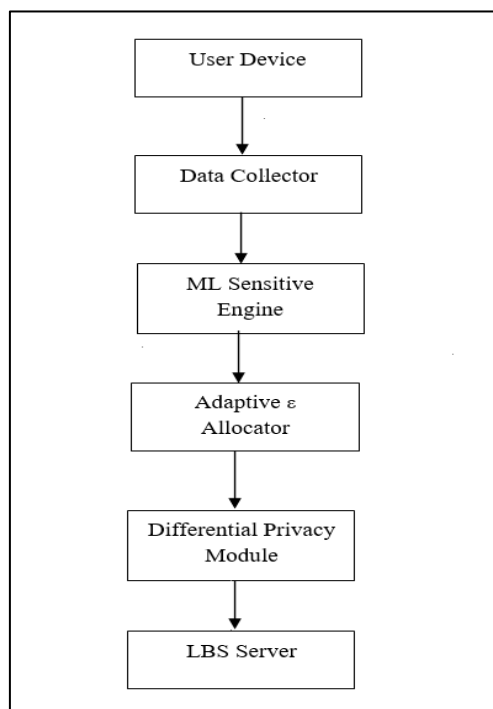 User Device
Data Collector
ML Sensitive
Engine
Adaptive ε
Allocator
Differential Privacy
Module
LBS Server